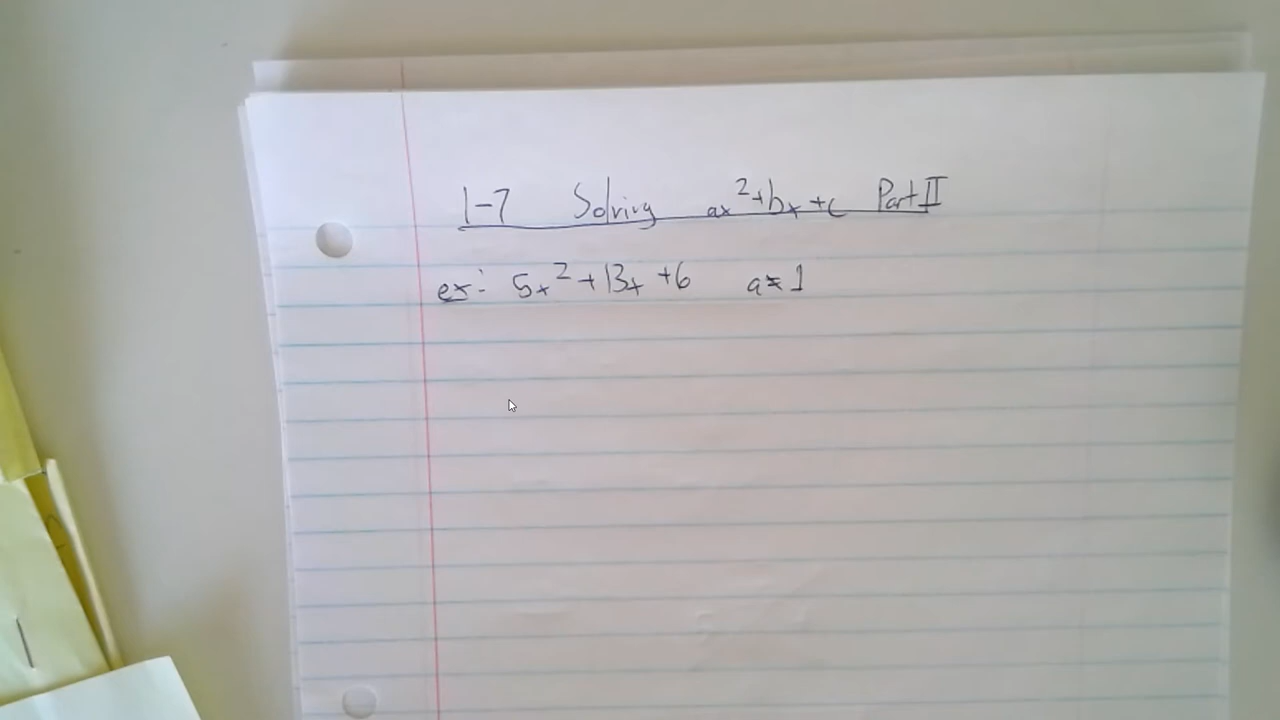 1-7 Solving ax²+bx+c Part II
ex: 5x²+13x+6 a≠1